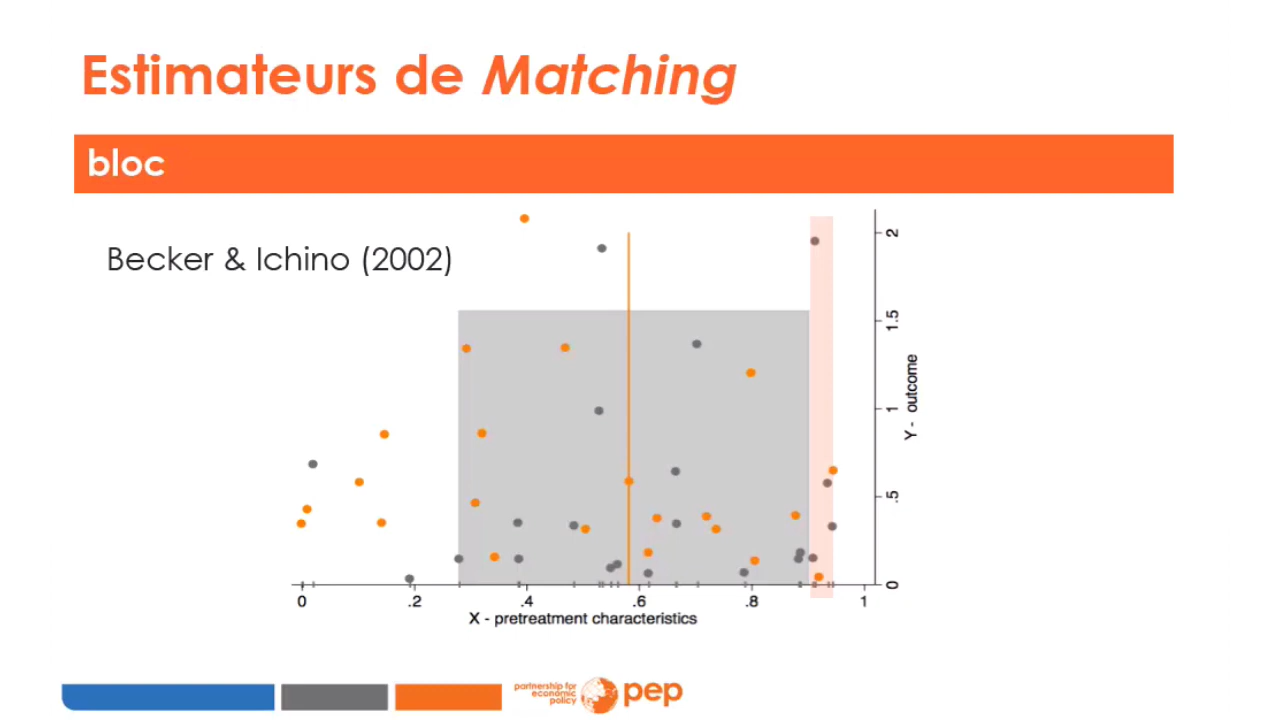 Estimateurs de Matching
bloc
Becker & Ichino (2002)
2
1.5
1
.5
0
Y - outcome
0 .2 .4 .6 .8 1
X - pretreatment characteristics
partnership for
economic
policy
pep